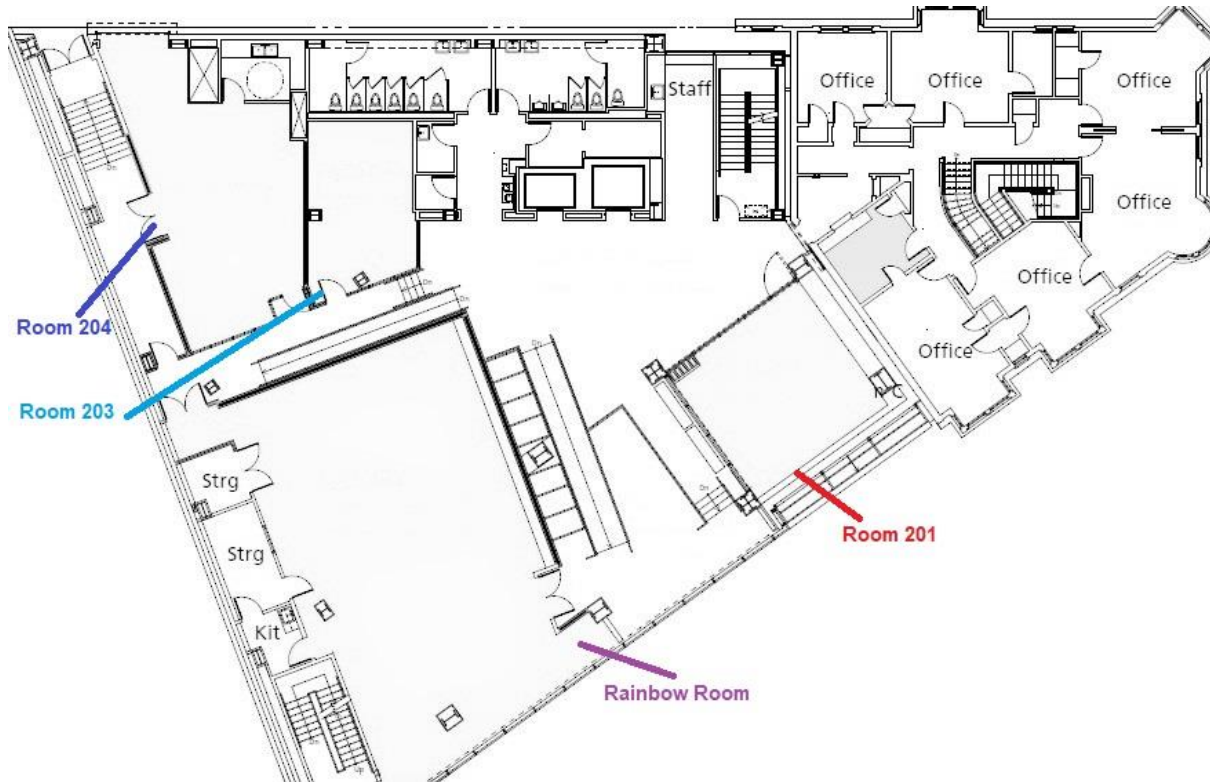 Staff
Office
Office
Office
Office
Office
Office
Room 204
Room 203
Strg
Strg
Kit
Room 201
Rainbow Room